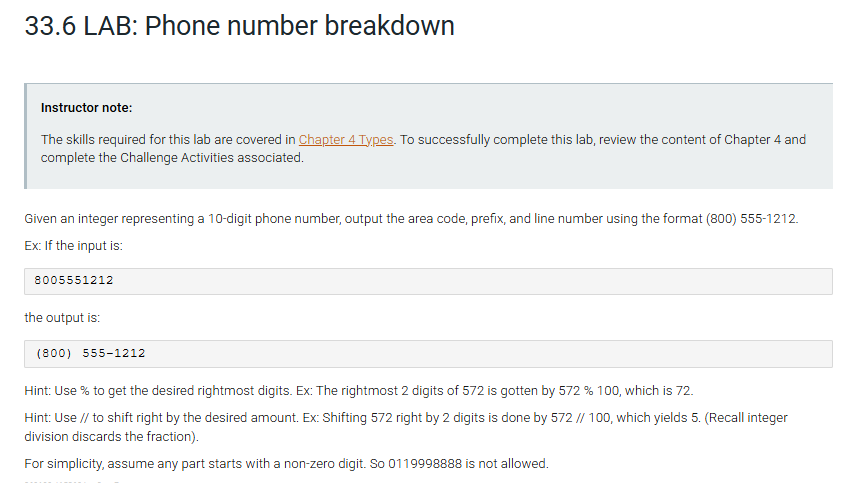 33.6 LAB: Phone number breakdown
Instructor note:
The skills required for this lab are covered in Chapter 4 Types. To successfully complete this lab, review the content of Chapter 4 and
complete the Challenge Activities associated.
Given an integer representing a 10-digit phone number, output the area code, prefix, and line number using the format (800) 555-1212.
Ex: If the input is:
8005551212
the output is:
(800) 555-1212
Hint: Use % to get the desired rightmost digits. Ex: The rightmost 2 digits of 572 is gotten by 572 % 100, which is 72.
Hint: Use // to shift right by the desired amount. Ex: Shifting 572 right by 2 digits is done by 572 // 100, which yields 5. (Recall integer
division discards the fraction).
For simplicity, assume any part starts with a non-zero digit. So 0119998888 is not allowed.